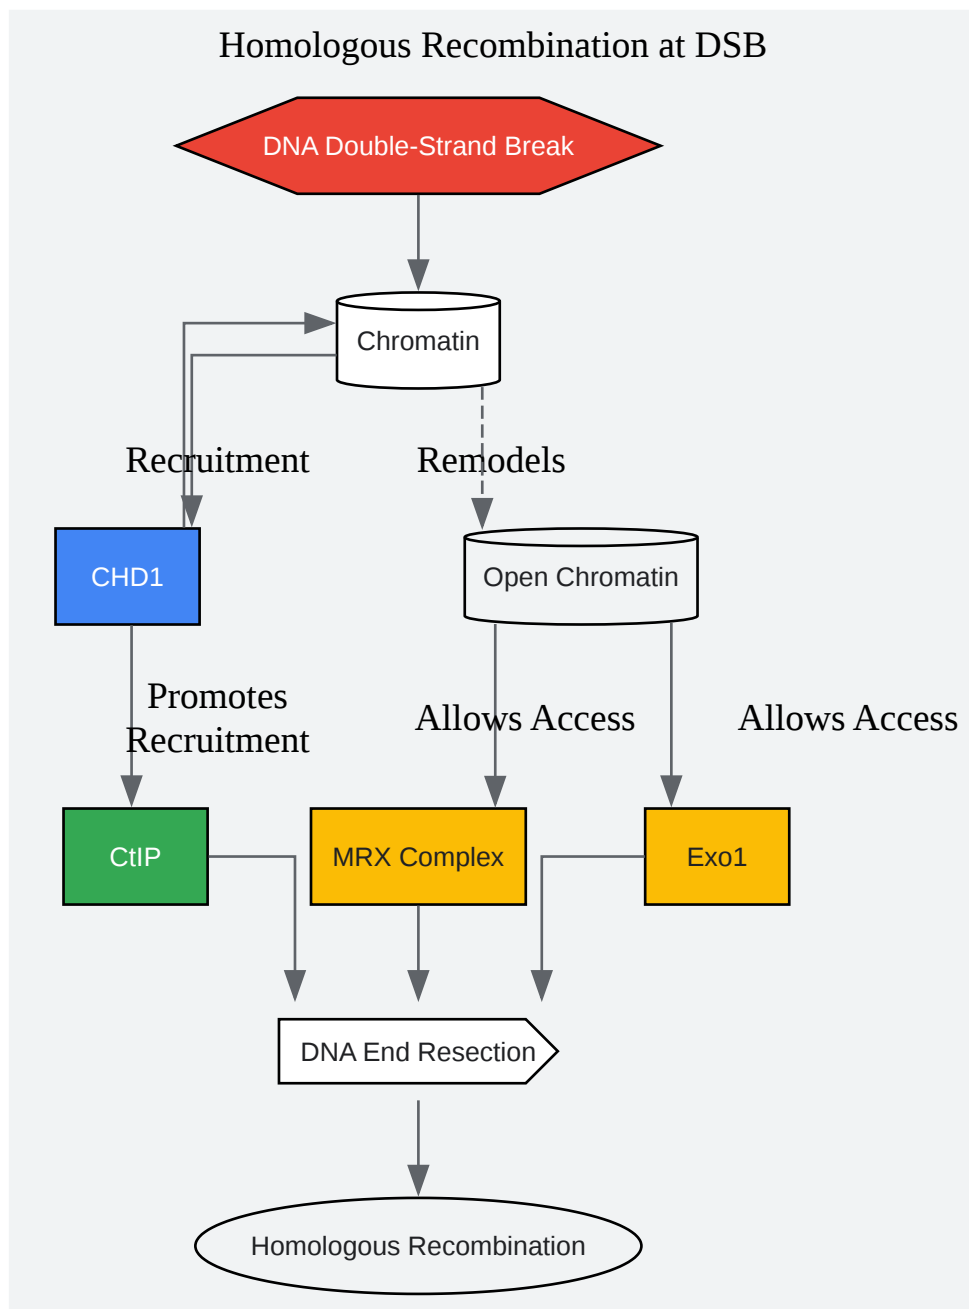 Homologous Recombination at DSB
DNA Double-Strand Break
Chromatin
Recruitment
Remodels
CHD1
Open Chromatin
Promotes
Recruitment
Allows Access
Allows Access
CtIP
MRX Complex
Exo1
DNA End Resection
Homologous Recombination